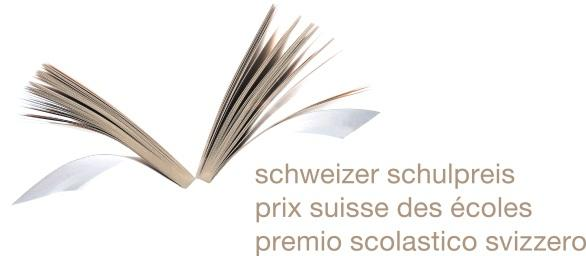 schweizer schulpreis
prix suisse des écoles
premio scolastico svizzero